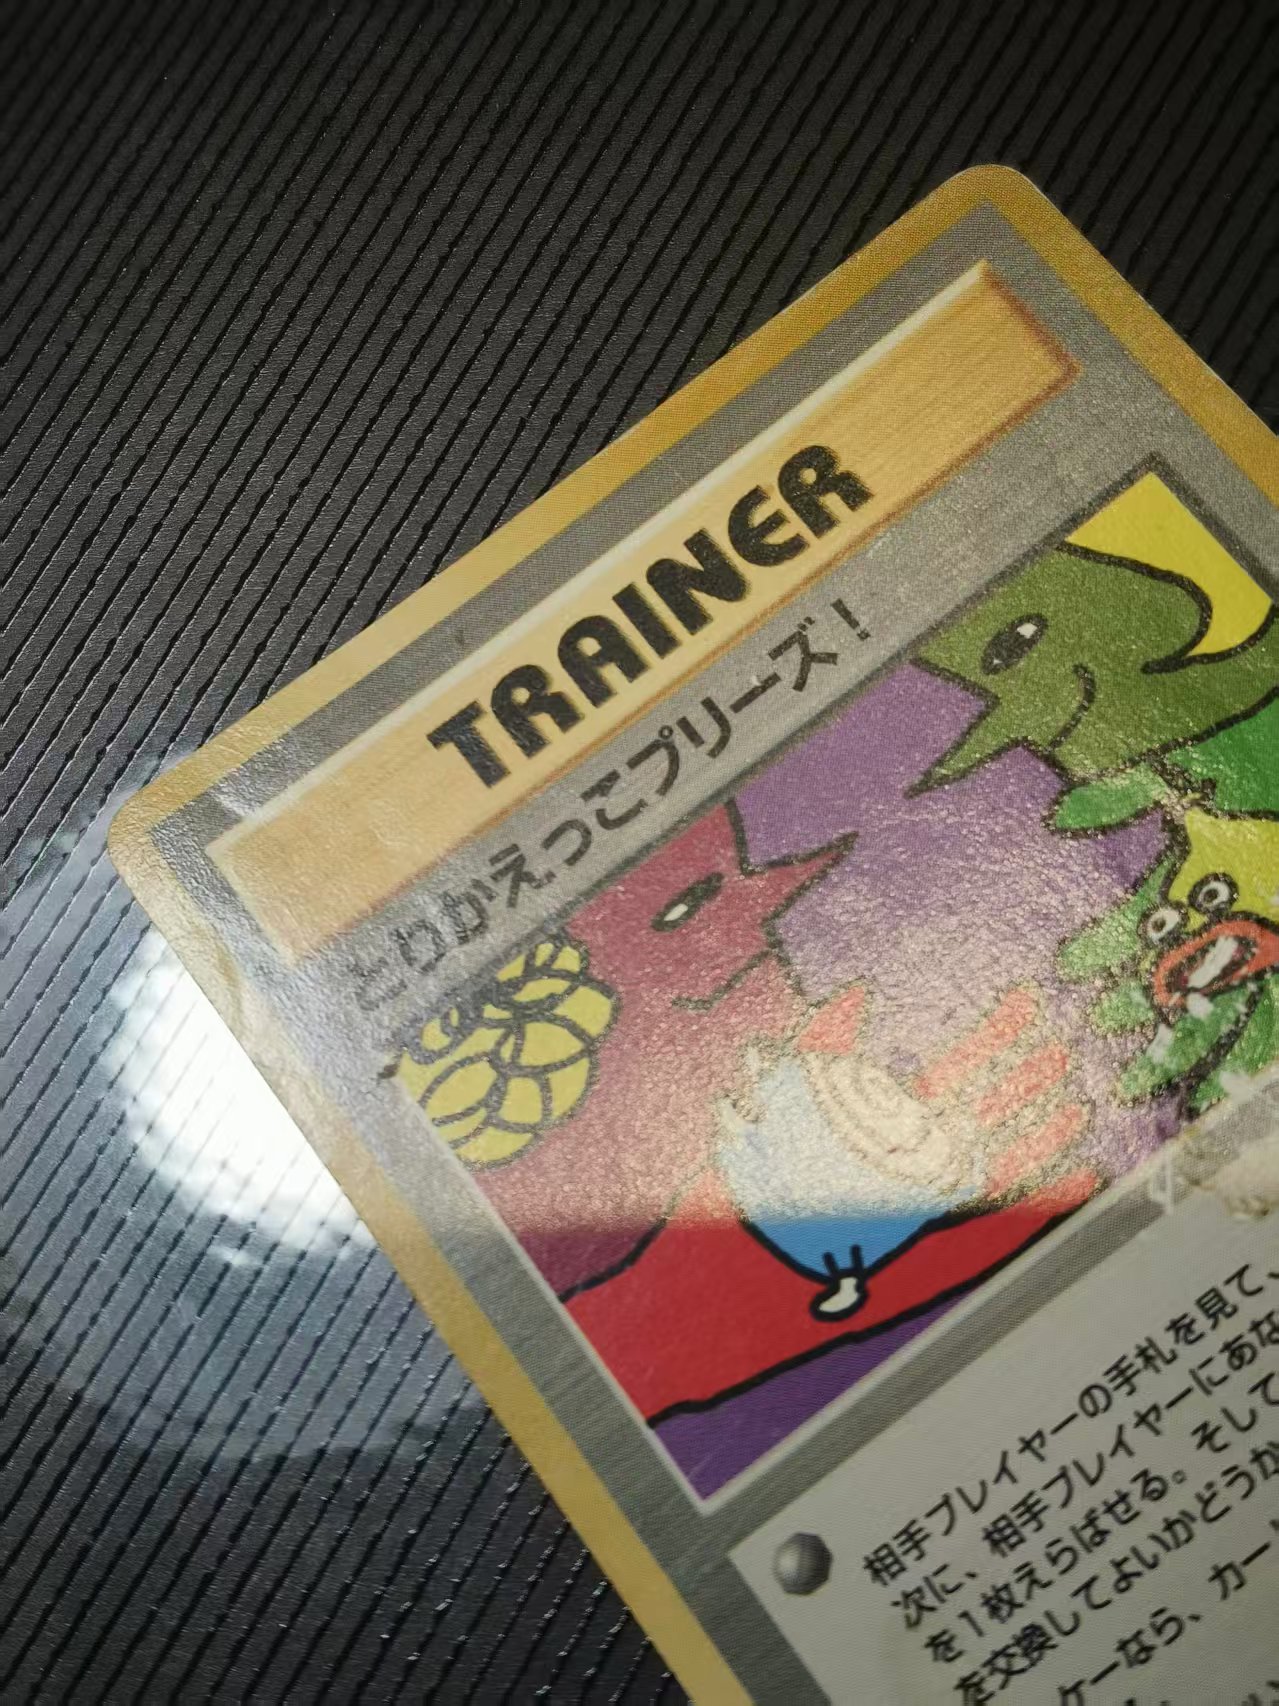 TRAINER
とりかえっこプリーズ！
相手プレイヤーの手札を見て、
次に、相手プレイヤーにあな
を1枚えらばせる。そして
を交換してよいかどうか
ケーなら、カー